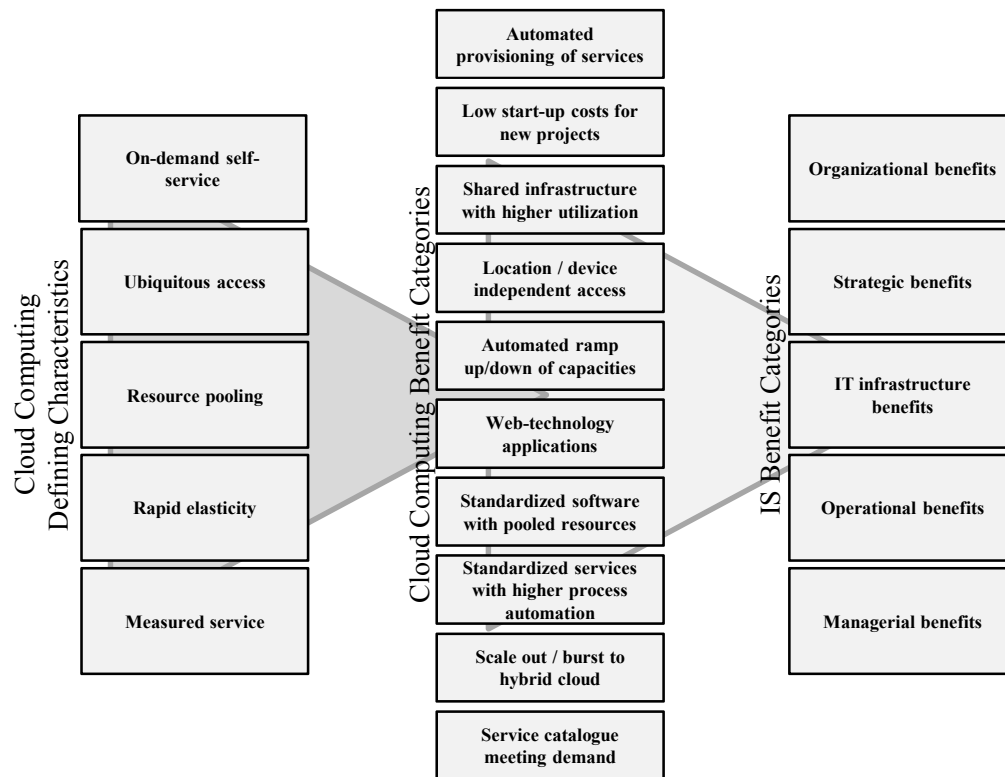 Cloud Computing
Defining Characteristics
On-demand self-
service
Ubiquitous access
Resource pooling
Rapid elasticity
Measured service
Cloud Computing Benefit Categories
Automated
provisioning of services
Low start-up costs for
new projects
Shared infrastructure
with higher utilization
Location / device
independent access
Automated ramp
up/down of capacities
Web-technology
applications
Standardized software
with pooled resources
Standardized services
with higher process
automation
Scale out / burst to
hybrid cloud
Service catalogue
meeting demand
IS Benefit Categories
Organizational benefits
Strategic benefits
IT infrastructure
benefits
Operational benefits
Managerial benefits